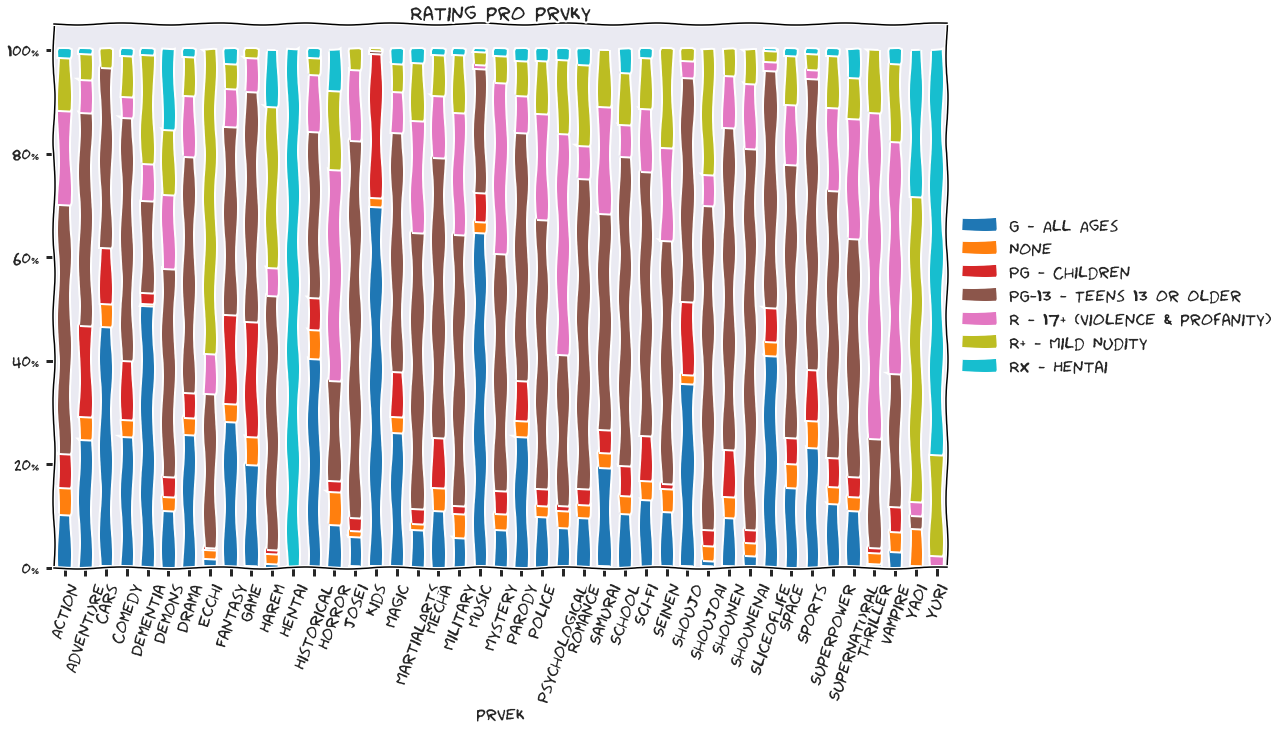 RATING PRO PRVKY
100%
80%
60%
40%
20%
0%
ACTION
ADVENTURE
CARS
COMEDY
DEMENTIA
DEMONS
DRAMA
ECCHI
FANTASY
GAME
HAREM
HENTAI
HISTORICAL
HORROR
JOSEI
KIDS
MAGIC
MARTIALARTS
MECHA
MILITARY
MUSIC
MYSTERY
PARODY
POLICE
PSYCHOLOGICAL
ROMANCE
SAMURAI
SCHOOL
SCI-FI
SEINEN
SHOUJO
SHOUJOAI
SHOUNEN
SHOUNENAI
SLICEOFLIFE
SPACE
SPORTS
SUPERPOWER
SUPERNATURAL
THRILLER
VAMPIRE
YAOI
YURI
PRVEK
G - ALL AGES
NONE
PG - CHILDREN
PG-13 - TEENS 13 OR OLDER
R - 17+ (VIOLENCE & PROFANITY)
R+ - MILD NUDITY
RX - HENTAI